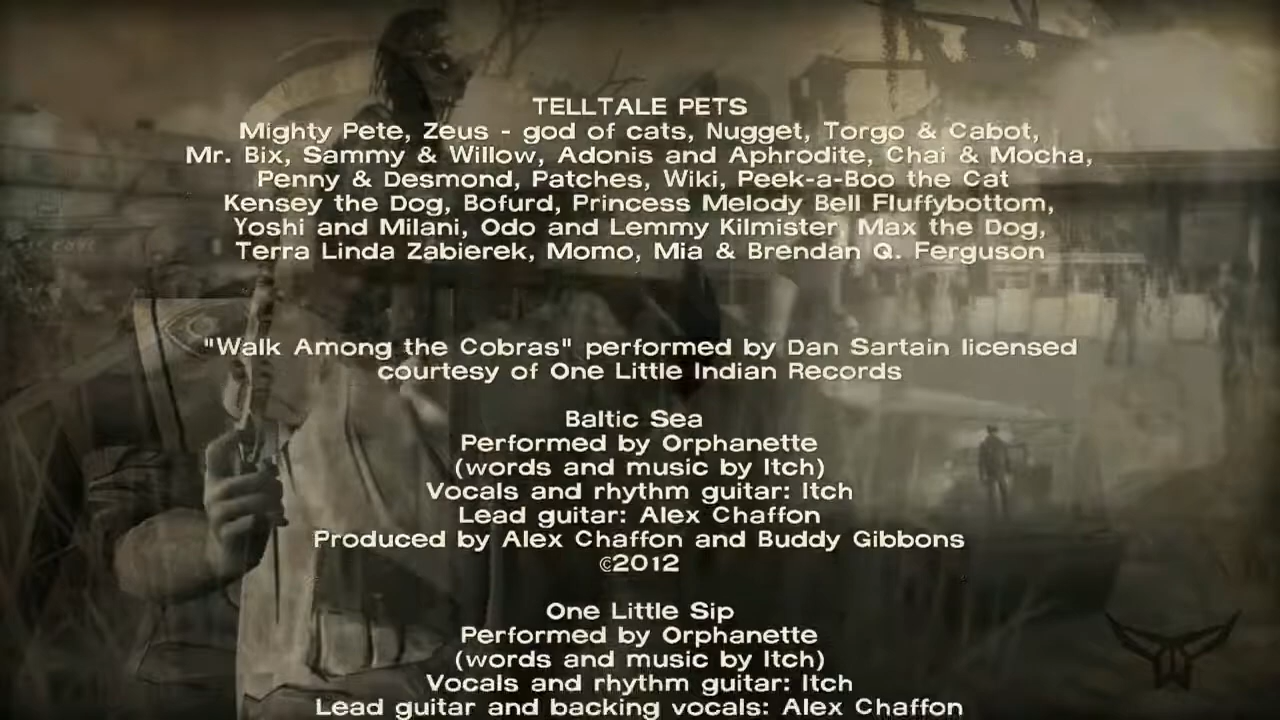 TELLTALE PETS
Mighty Pete, Zeus - god of cats, Nugget, Torgo & Cabot,
Mr. Bix, Sammy & Willow, Adonis and Aphrodite, Chai & Mocha,
Penny & Desmond, Patches, Wiki, Peek-a-Boo the Cat
Kensey the Dog, Bofurd, Princess Melody Bell Fluffybottom,
Yoshi and Milani, Odo and Lemmy Kilmister, Max the Dog,
Terra Linda Zabierek, Momo, Mia & Brendan Q. Ferguson
"Walk Among the Cobras" performed by Dan Sartain licensed
courtesy of One Little Indian Records
Baltic Sea
Performed by Orphanette
(words and music by Itch)
Vocals and rhythm guitar: Itch
Lead guitar: Alex Chaffon
Produced by Alex Chaffon and Buddy Gibbons
©2012
One Little Sip
Performed by Orphanette
(words and music by Itch)
Vocals and rhythm guitar: Itch
Lead guitar and backing vocals: Alex Chaffon